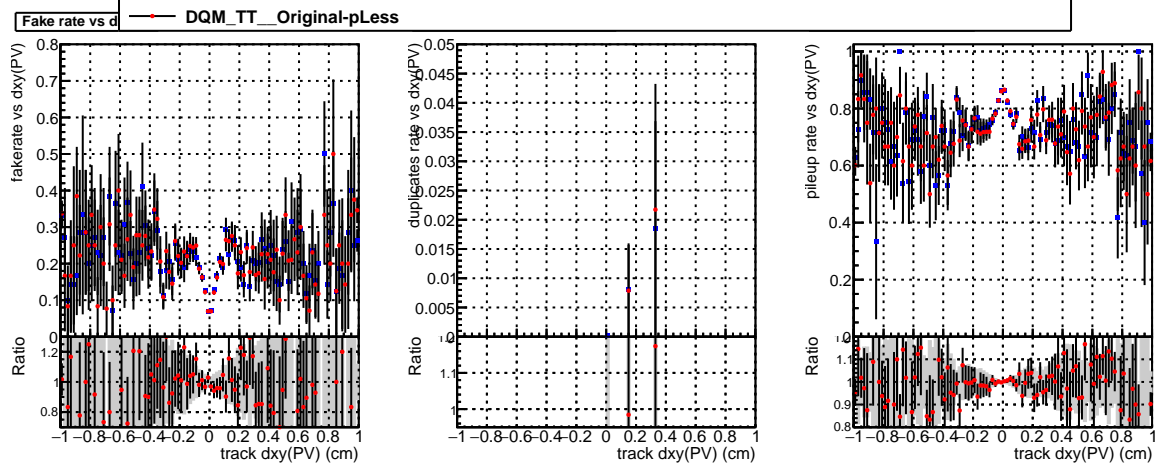 Fake rate vs d
DQM_TT__Original-pLess
fakerate vs dxy(PV)
0.8
0.7
0.6
0.5
0.4
0.3
0.2
0.1
0
Ratio
1.2
1
0.8
−1 −0.8 −0.6 −0.4 −0.2 0 0.2 0.4 0.6 0.8 1
track dxy(PV) (cm)
duplicates rate vs dxy(PV)
0.05
0.045
0.04
0.035
0.03
0.025
0.02
0.015
0.01
0.005
Ratio
1.1
1
−1 −0.8 −0.6 −0.4 −0.2 0 0.2 0.4 0.6 0.8 1
track dxy(PV) (cm)
pileup rate vs dxy(PV)
1
0.8
0.6
0.4
0.2
0
Ratio
1.1
1
0.9
0.8
−1 −0.8 −0.6 −0.4 −0.2 0 0.2 0.4 0.6 0.8 1
track dxy(PV) (cm)